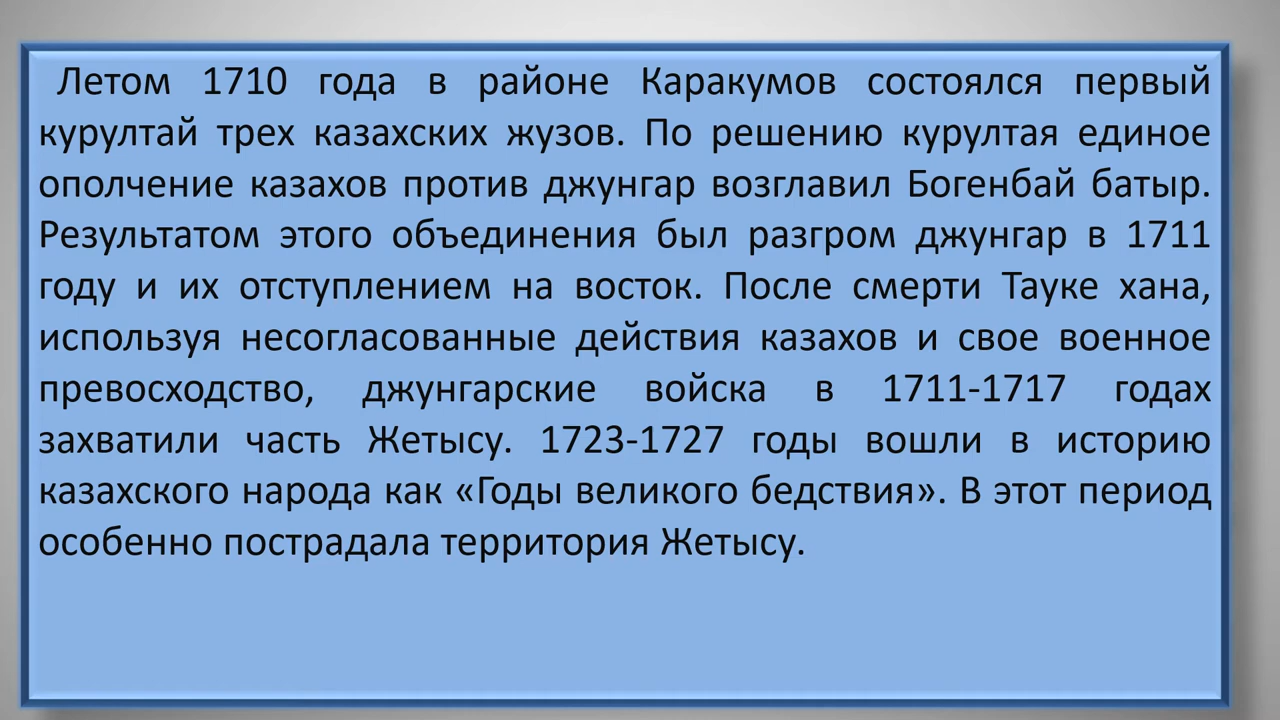 Летом 1710 года в районе Каракумов состоялся первый
курултай трех казахских жузов. По решению курултая единое
ополчение казахов против джунгар возглавил Богенбай батыр.
Результатом этого объединения был разгром джунгар в 1711
году и их отступлением на восток. После смерти Тауке хана,
используя несогласованные действия казахов и свое военное
превосходство, джунгарские войска в 1711-1717 годах
захватили часть Жетысу. 1723-1727 годы вошли в историю
казахского народа как «Годы великого бедствия». В этот период
особенно пострадала территория Жетысу.